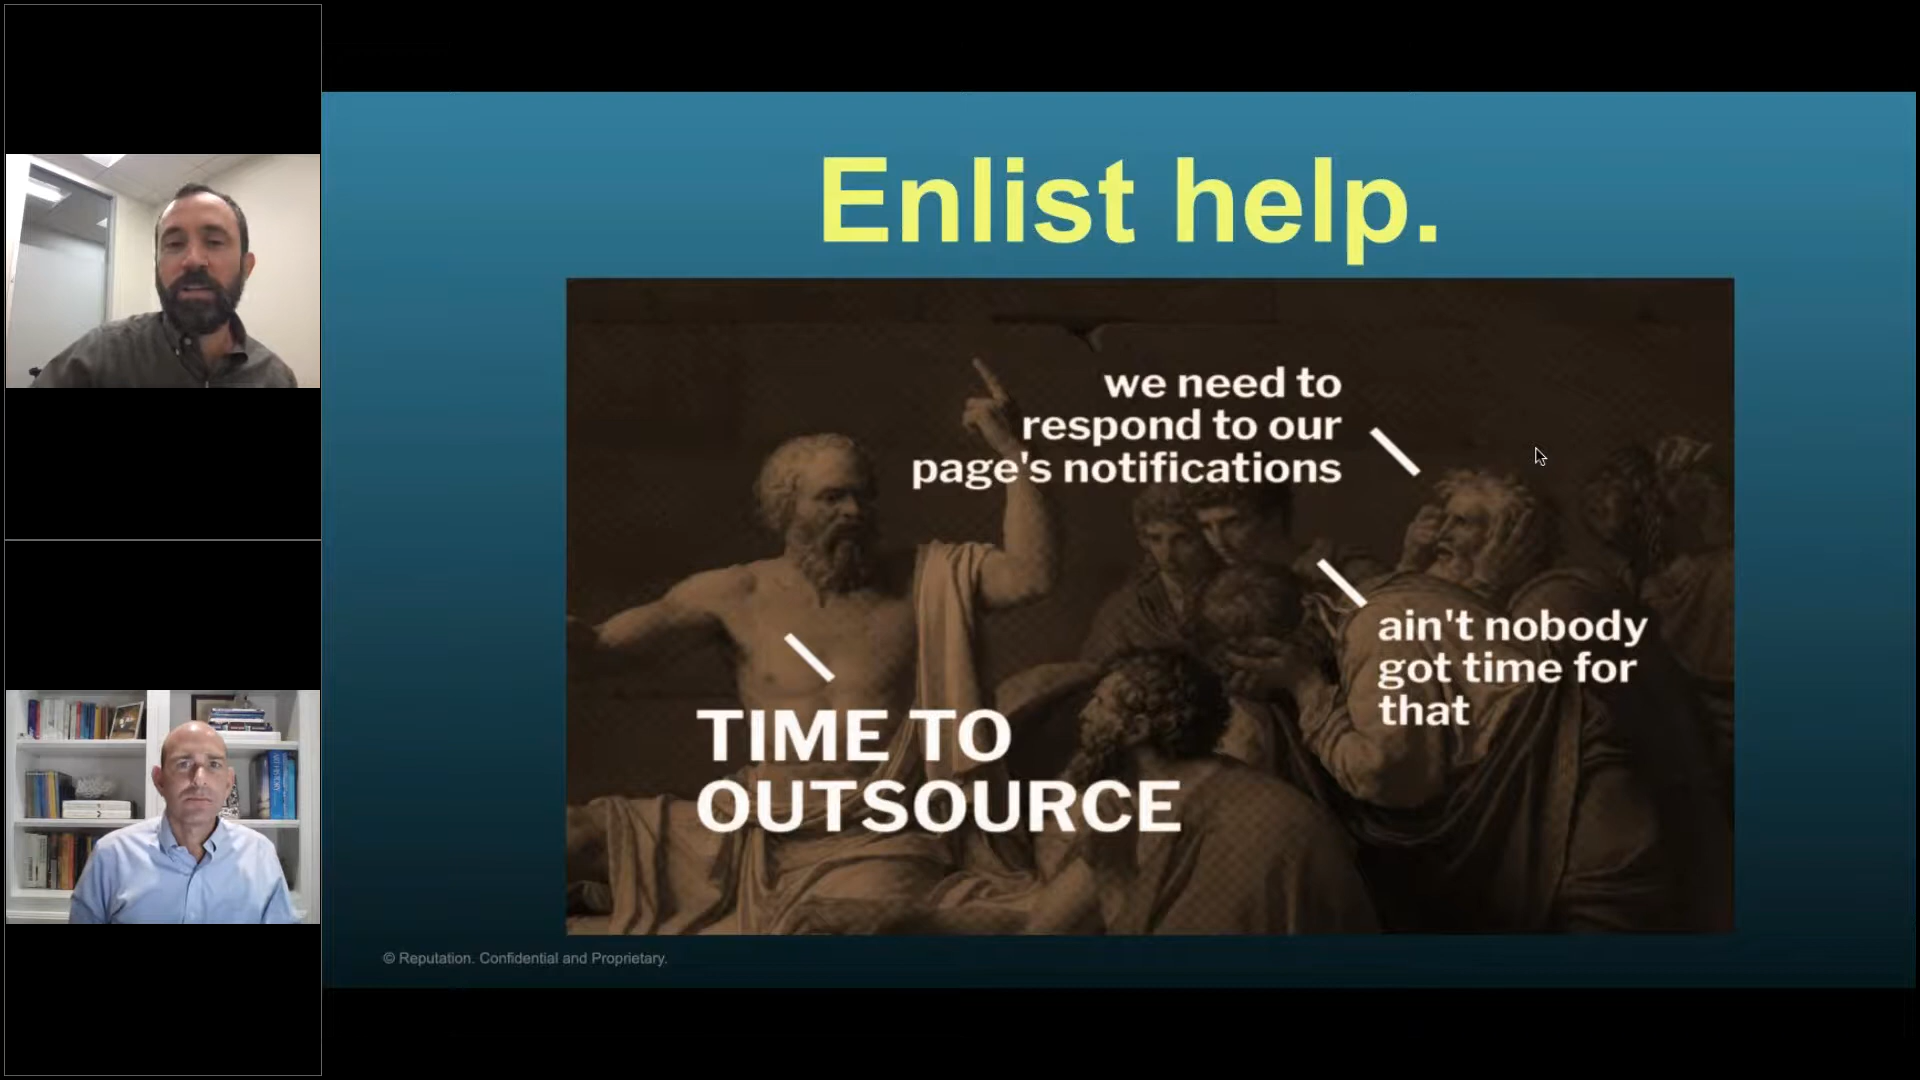 Enlist help.
we need to
respond to our
page's notifications
ain't nobody
got time for
that
TIME TO
OUTSOURCE
© Reputation. Confidential and Proprietary.